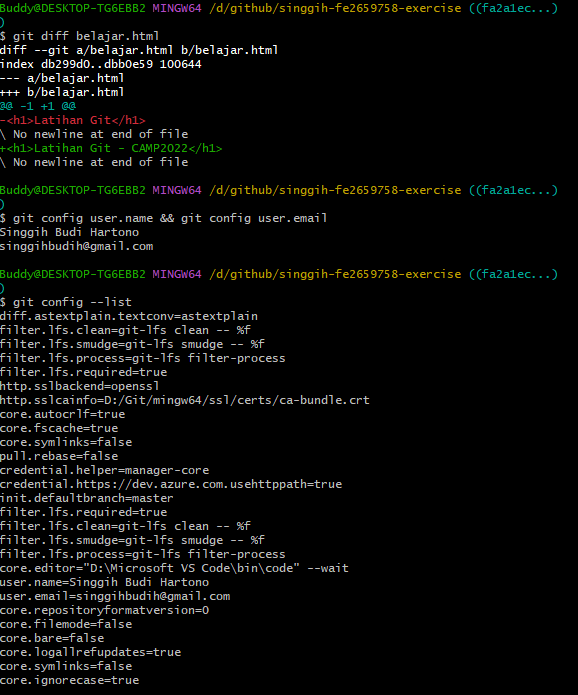 Buddy@DESKTOP-TG6EBB2 MINGW64 /d/github/singgih-fe2659758-exercise ((fa2a1ec...)
)
$ git diff belajar.html
diff --git a/belajar.html b/belajar.html
index db299d0..dbb0e59 100644
--- a/belajar.html
+++ b/belajar.html
@@ -1 +1 @@
-<h1>Latihan Git</h1>
\ No newline at end of file
+<h1>Latihan Git - CAMP2022</h1>
\ No newline at end of file
Buddy@DESKTOP-TG6EBB2 MINGW64 /d/github/singgih-fe2659758-exercise ((fa2a1ec...)
)
$ git config user.name && git config user.email
Singgih Budi Hartono
singgihbudih@gmail.com
Buddy@DESKTOP-TG6EBB2 MINGW64 /d/github/singgih-fe2659758-exercise ((fa2a1ec...)
)
$ git config --list
diff.astextplain.textconv=astextplain
filter.lfs.clean=git-lfs clean -- %f
filter.lfs.smudge=git-lfs smudge -- %f
filter.lfs.process=git-lfs filter-process
filter.lfs.required=true
http.sslbackend=openssl
http.sslcainfo=D:/Git/mingw64/ssl/certs/ca-bundle.crt
core.autocrlf=true
core.fscache=true
core.symlinks=false
pull.rebase=false
credential.helper=manager-core
credential.https://dev.azure.com.usehttppath=true
init.defaultbranch=master
filter.lfs.required=true
filter.lfs.clean=git-lfs clean -- %f
filter.lfs.smudge=git-lfs smudge -- %f
filter.lfs.process=git-lfs filter-process
core.editor="D:\Microsoft VS Code\bin\code" --wait
user.name=Singgih Budi Hartono
user.email=singgihbudih@gmail.com
core.repositoryformatversion=0
core.filemode=false
core.bare=false
core.logallrefupdates=true
core.symlinks=false
core.ignorecase=true